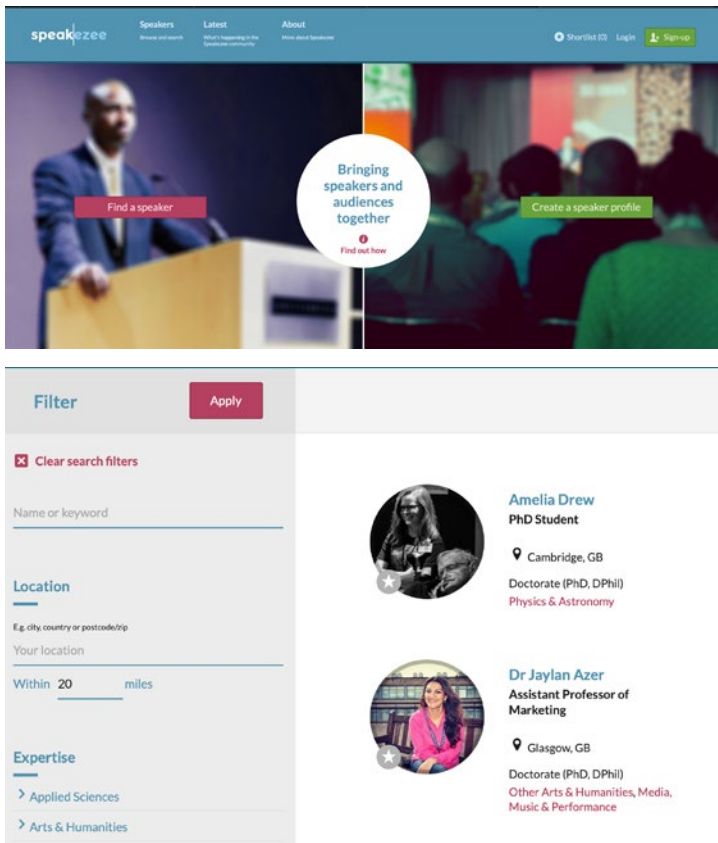 speakezee
Speakers
Browse and search
Latest
What's happening in the
Speakezee community
About
More about Speakezee
Shortlist (0)
Login
Sign-up
Find a speaker
Bringing
speakers and
audiences
together
Find out how
Create a speaker profile
Filter
Apply
Clear search filters
Name or keyword
Location
E.g. city, country or postcode/zip
Your location
Within 20 miles
Expertise
Applied Sciences
Arts & Humanities
Amelia Drew
PhD Student
Cambridge, GB
Doctorate (PhD, DPhil)
Physics & Astronomy
Dr Jaylan Azer
Assistant Professor of
Marketing
Glasgow, GB
Doctorate (PhD, DPhil)
Other Arts & Humanities, Media,
Music & Performance